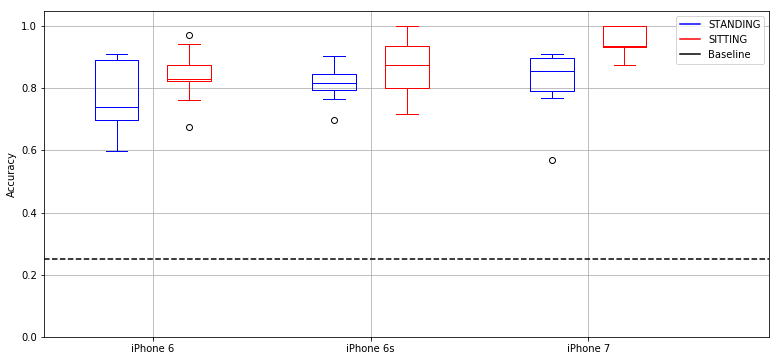 1.0
0.8
0.6
0.4
0.2
0.0
Accuracy
STANDING
SITTING
Baseline
iPhone 6
iPhone 6s
iPhone 7